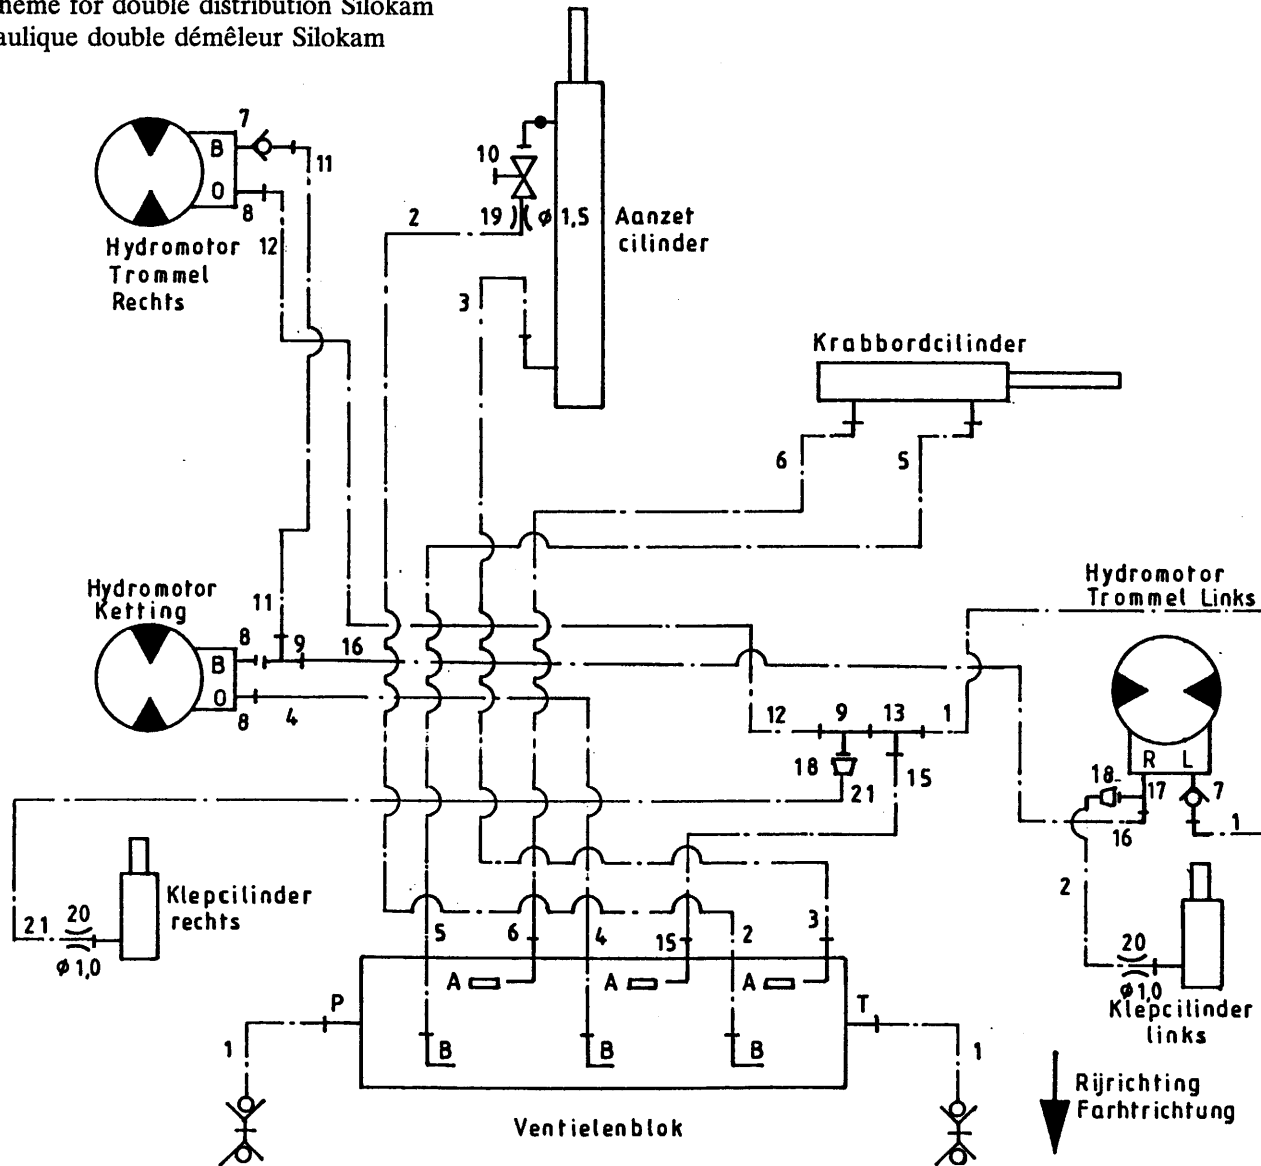 heme for double distribution Silokam
aulique double démêleur Silokam
7
B
11
O
8
12
Hydromotor
Trommel
Rechts
10
2
19 ø 1,5
Aanzet
cilinder
3
Krabbordcilinder
6
5
Hydromotor
Ketting
11
8
9
16
B
O
8
4
Hydromotor
Trommel Links
12
9
13
1
18
15
21
R L
18
17
7
16
1
2
Klepcilinder
rechts
21
20
ø 1,0
20
ø 1,0
Klepcilinder
links
5
6
4
15
2
3
A
A
A
P
T
B
B
B
1
1
Ventielenblok
Rijrichting
Farhtrichtung